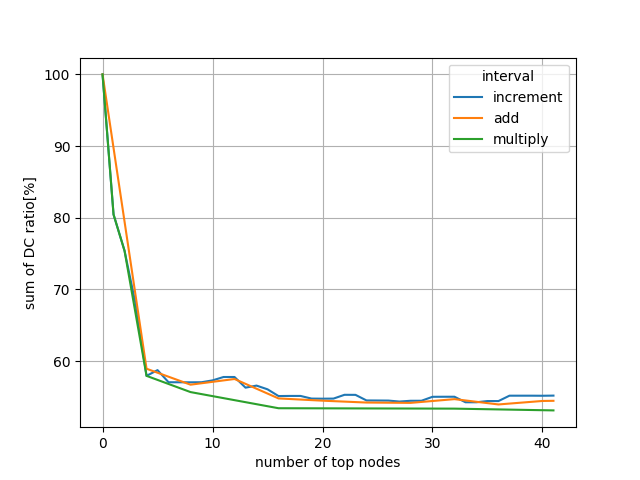 interval
increment
add
multiply
sum of DC ratio[%]
100
90
80
70
60
0
10
20
30
40
number of top nodes